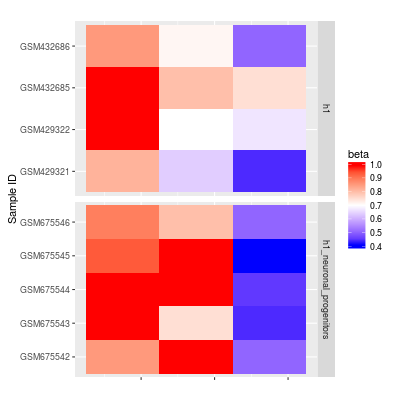 Sample ID
GSM432686
GSM432685
GSM429322
GSM429321
h1
GSM675546
GSM675545
GSM675544
GSM675543
GSM675542
h1_neuronal_progenitors
beta
1.0
0.9
0.8
0.7
0.6
0.5
0.4